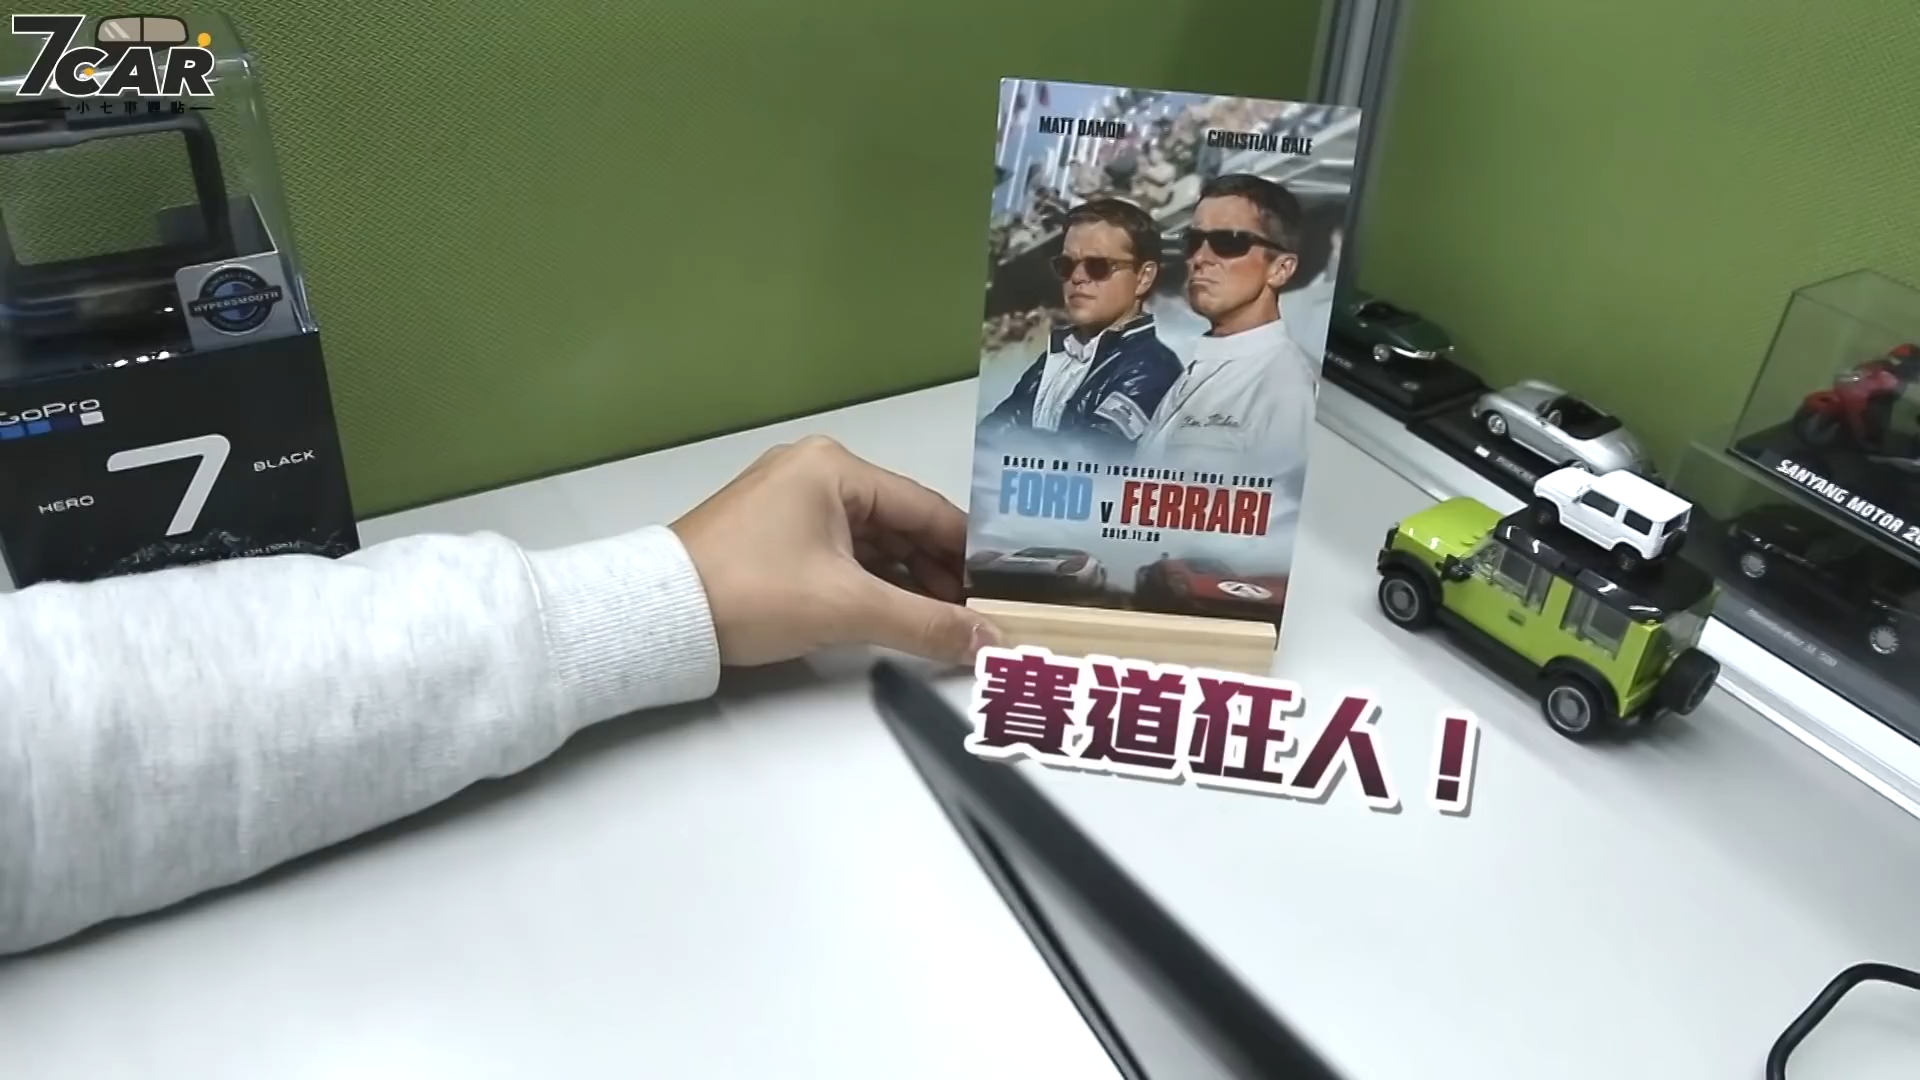 7CAR
小七車觀點
HYPERSMOOTH
GoPro
HERO
7
BLACK
MATT DAMON
CHRISTIAN BALE
BASED ON THE INCREDIBLE TRUE STORY
FORD v FERRARI
2019.11.28
賽道狂人！
SANYANG MOTOR